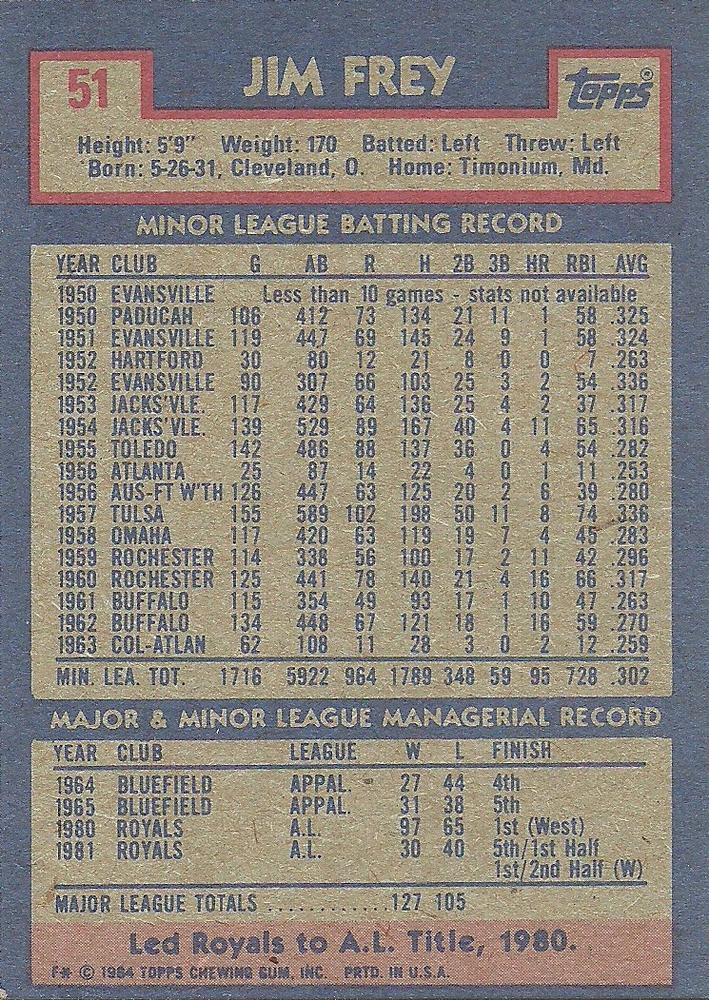 51
JIM FREY
TOPPS®
Height: 5'9" Weight: 170 Batted: Left Threw: Left
Born: 5-26-31, Cleveland, O. Home: Timonium, Md.
MINOR LEAGUE BATTING RECORD
YEAR CLUB G AB R H 2B 3B HR RBI AVG
1950 EVANSVILLE Less than 10 games - stats not available
1950 PADUCAH 106 412 73 134 21 11 1 58 .325
1951 EVANSVILLE 119 447 69 145 24 9 1 58 .324
1952 HARTFORD 30 80 12 21 8 0 0 7 .263
1952 EVANSVILLE 90 307 66 103 25 3 2 54 .336
1953 JACKS'VLE. 117 429 64 136 25 4 2 37 .317
1954 JACKS'VLE. 139 529 89 167 40 4 11 65 .316
1955 TOLEDO 142 486 88 137 36 0 4 54 .282
1956 ATLANTA 25 87 14 22 4 0 1 11 .253
1956 AUS-FT W'TH 126 447 63 125 20 2 6 39 .280
1957 TULSA 155 589 102 198 50 11 8 74 .336
1958 OMAHA 117 420 63 119 19 7 4 45 .283
1959 ROCHESTER 114 338 56 100 17 2 11 42 .296
1960 ROCHESTER 125 441 78 140 21 4 16 66 .317
1961 BUFFALO 115 354 49 93 17 1 10 47 .263
1962 BUFFALO 134 448 67 121 18 1 16 59 .270
1963 COL-ATLAN 62 108 11 28 3 0 2 12 .259
MIN. LEA. TOT. 1716 5922 964 1789 348 59 95 728 .302
MAJOR & MINOR LEAGUE MANAGERIAL RECORD
YEAR CLUB LEAGUE W L FINISH
1964 BLUEFIELD APPAL. 27 44 4th
1965 BLUEFIELD APPAL. 31 38 5th
1980 ROYALS A.L. 97 65 1st (West)
1981 ROYALS A.L. 30 40 5th/1st Half
1st/2nd Half (W)
MAJOR LEAGUE TOTALS ............ 127 105
Led Royals to A.L. Title, 1980.
F* © 1984 TOPPS CHEWING GUM, INC. PRTD. IN U.S.A.